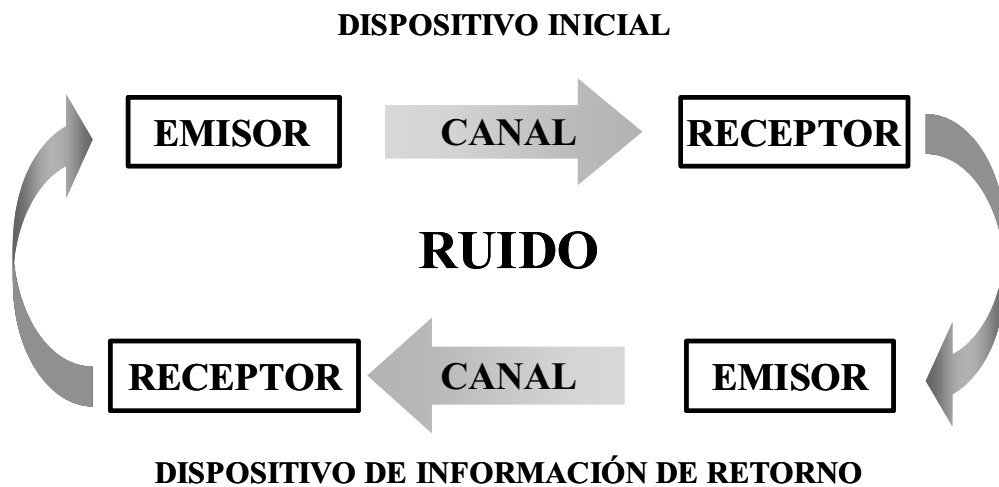 DISPOSITIVO INICIAL
EMISOR CANAL RECEPTOR
RUIDO
RECEPTOR CANAL EMISOR
DISPOSITIVO DE INFORMACIÓN DE RETORNO